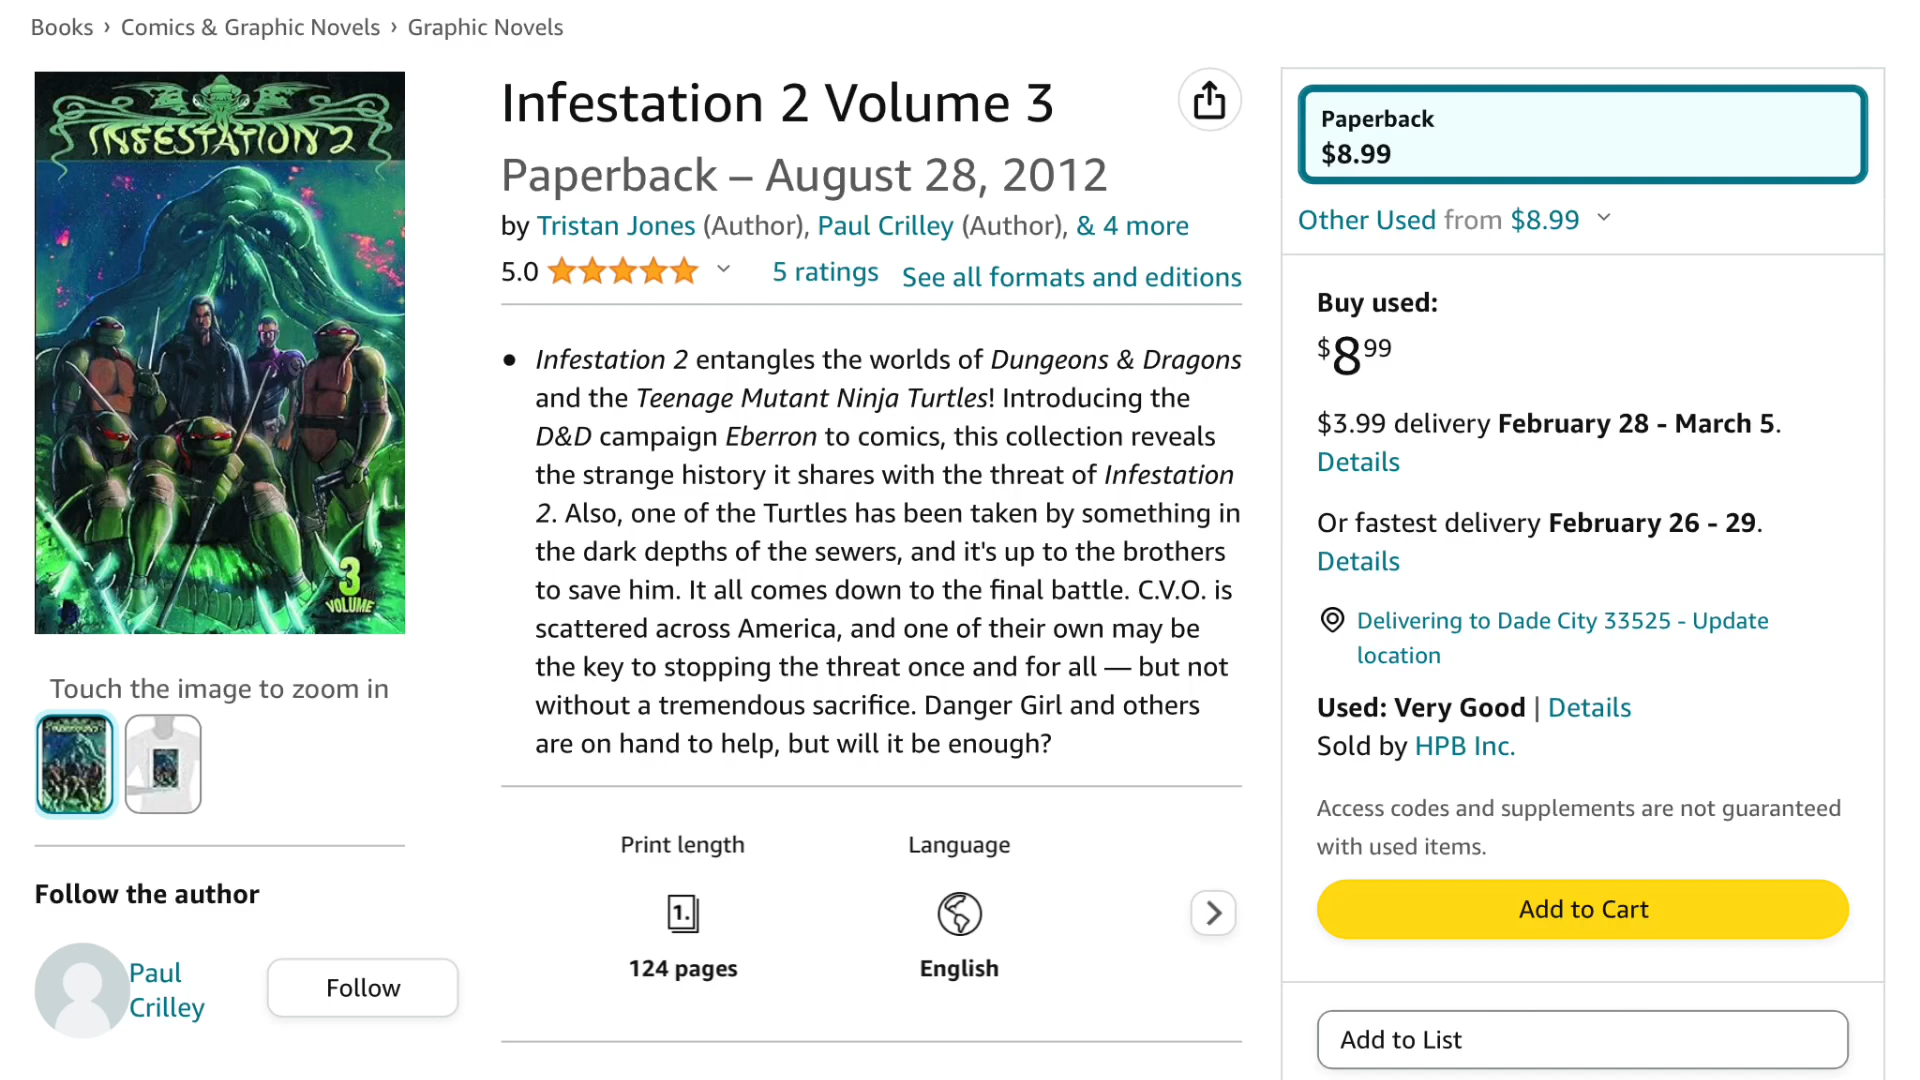 Books › Comics & Graphic Novels › Graphic Novels
INFESTATION 2
3
VOLUME
Touch the image to zoom in
Follow the author
Paul
Crilley
Follow
Infestation 2 Volume 3
Paperback – August 28, 2012
by Tristan Jones (Author), Paul Crilley (Author), & 4 more
5.0 5 ratings See all formats and editions
• Infestation 2 entangles the worlds of Dungeons & Dragons
and the Teenage Mutant Ninja Turtles! Introducing the
D&D campaign Eberron to comics, this collection reveals
the strange history it shares with the threat of Infestation
2. Also, one of the Turtles has been taken by something in
the dark depths of the sewers, and it's up to the brothers
to save him. It all comes down to the final battle. C.V.O. is
scattered across America, and one of their own may be
the key to stopping the threat once and for all — but not
without a tremendous sacrifice. Danger Girl and others
are on hand to help, but will it be enough?
Print length
1.
124 pages
Language
English
Paperback
$8.99
Other Used from $8.99
Buy used:
$8 99
$3.99 delivery February 28 - March 5.
Details
Or fastest delivery February 26 - 29.
Details
Delivering to Dade City 33525 - Update
location
Used: Very Good | Details
Sold by HPB Inc.
Access codes and supplements are not guaranteed
with used items.
Add to Cart
Add to List